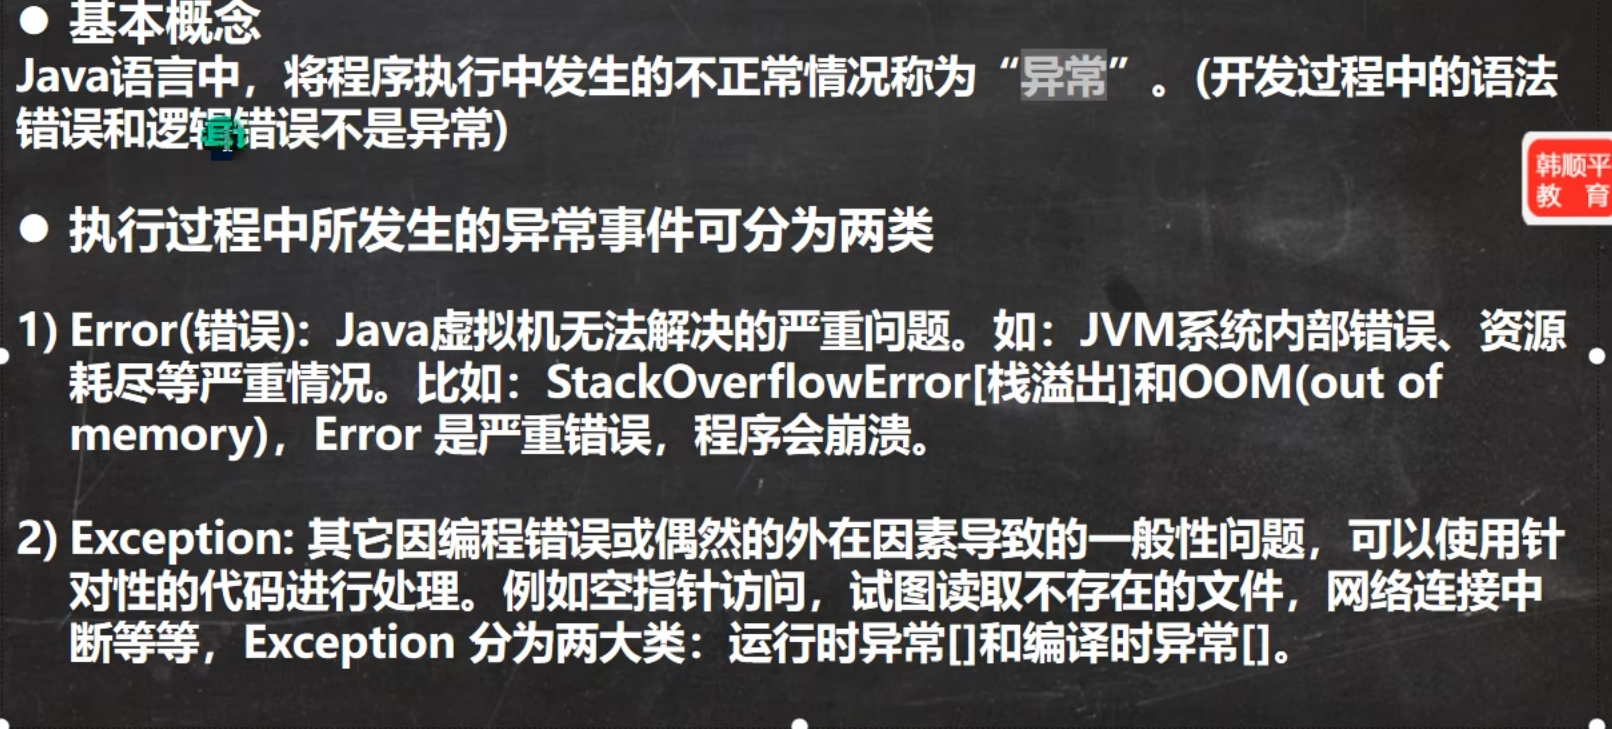 ● 基本概念
Java语言中，将程序执行中发生的不正常情况称为“异常”。(开发过程中的语法
错误和逻辑错误不是异常)
韩顺平
教 育
● 执行过程中所发生的异常事件可分为两类
1) Error(错误)：Java虚拟机无法解决的严重问题。如：JVM系统内部错误、资源
耗尽等严重情况。比如：StackOverflowError[栈溢出]和OOM(out of
memory)，Error 是严重错误，程序会崩溃。
2) Exception: 其它因编程错误或偶然的外在因素导致的一般性问题，可以使用针
对性的代码进行处理。例如空指针访问，试图读取不存在的文件，网络连接中
断等等，Exception 分为两大类：运行时异常[]和编译时异常[]。